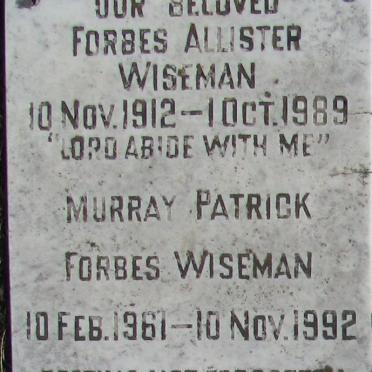 OUR BELOVED
FORBES ALLISTER
WISEMAN
10 NOV. 1912 — 1 OCT. 1989
"LORD ABIDE WITH ME"
MURRAY PATRICK
FORBES WISEMAN
10 FEB. 1961 — 10 NOV. 1992